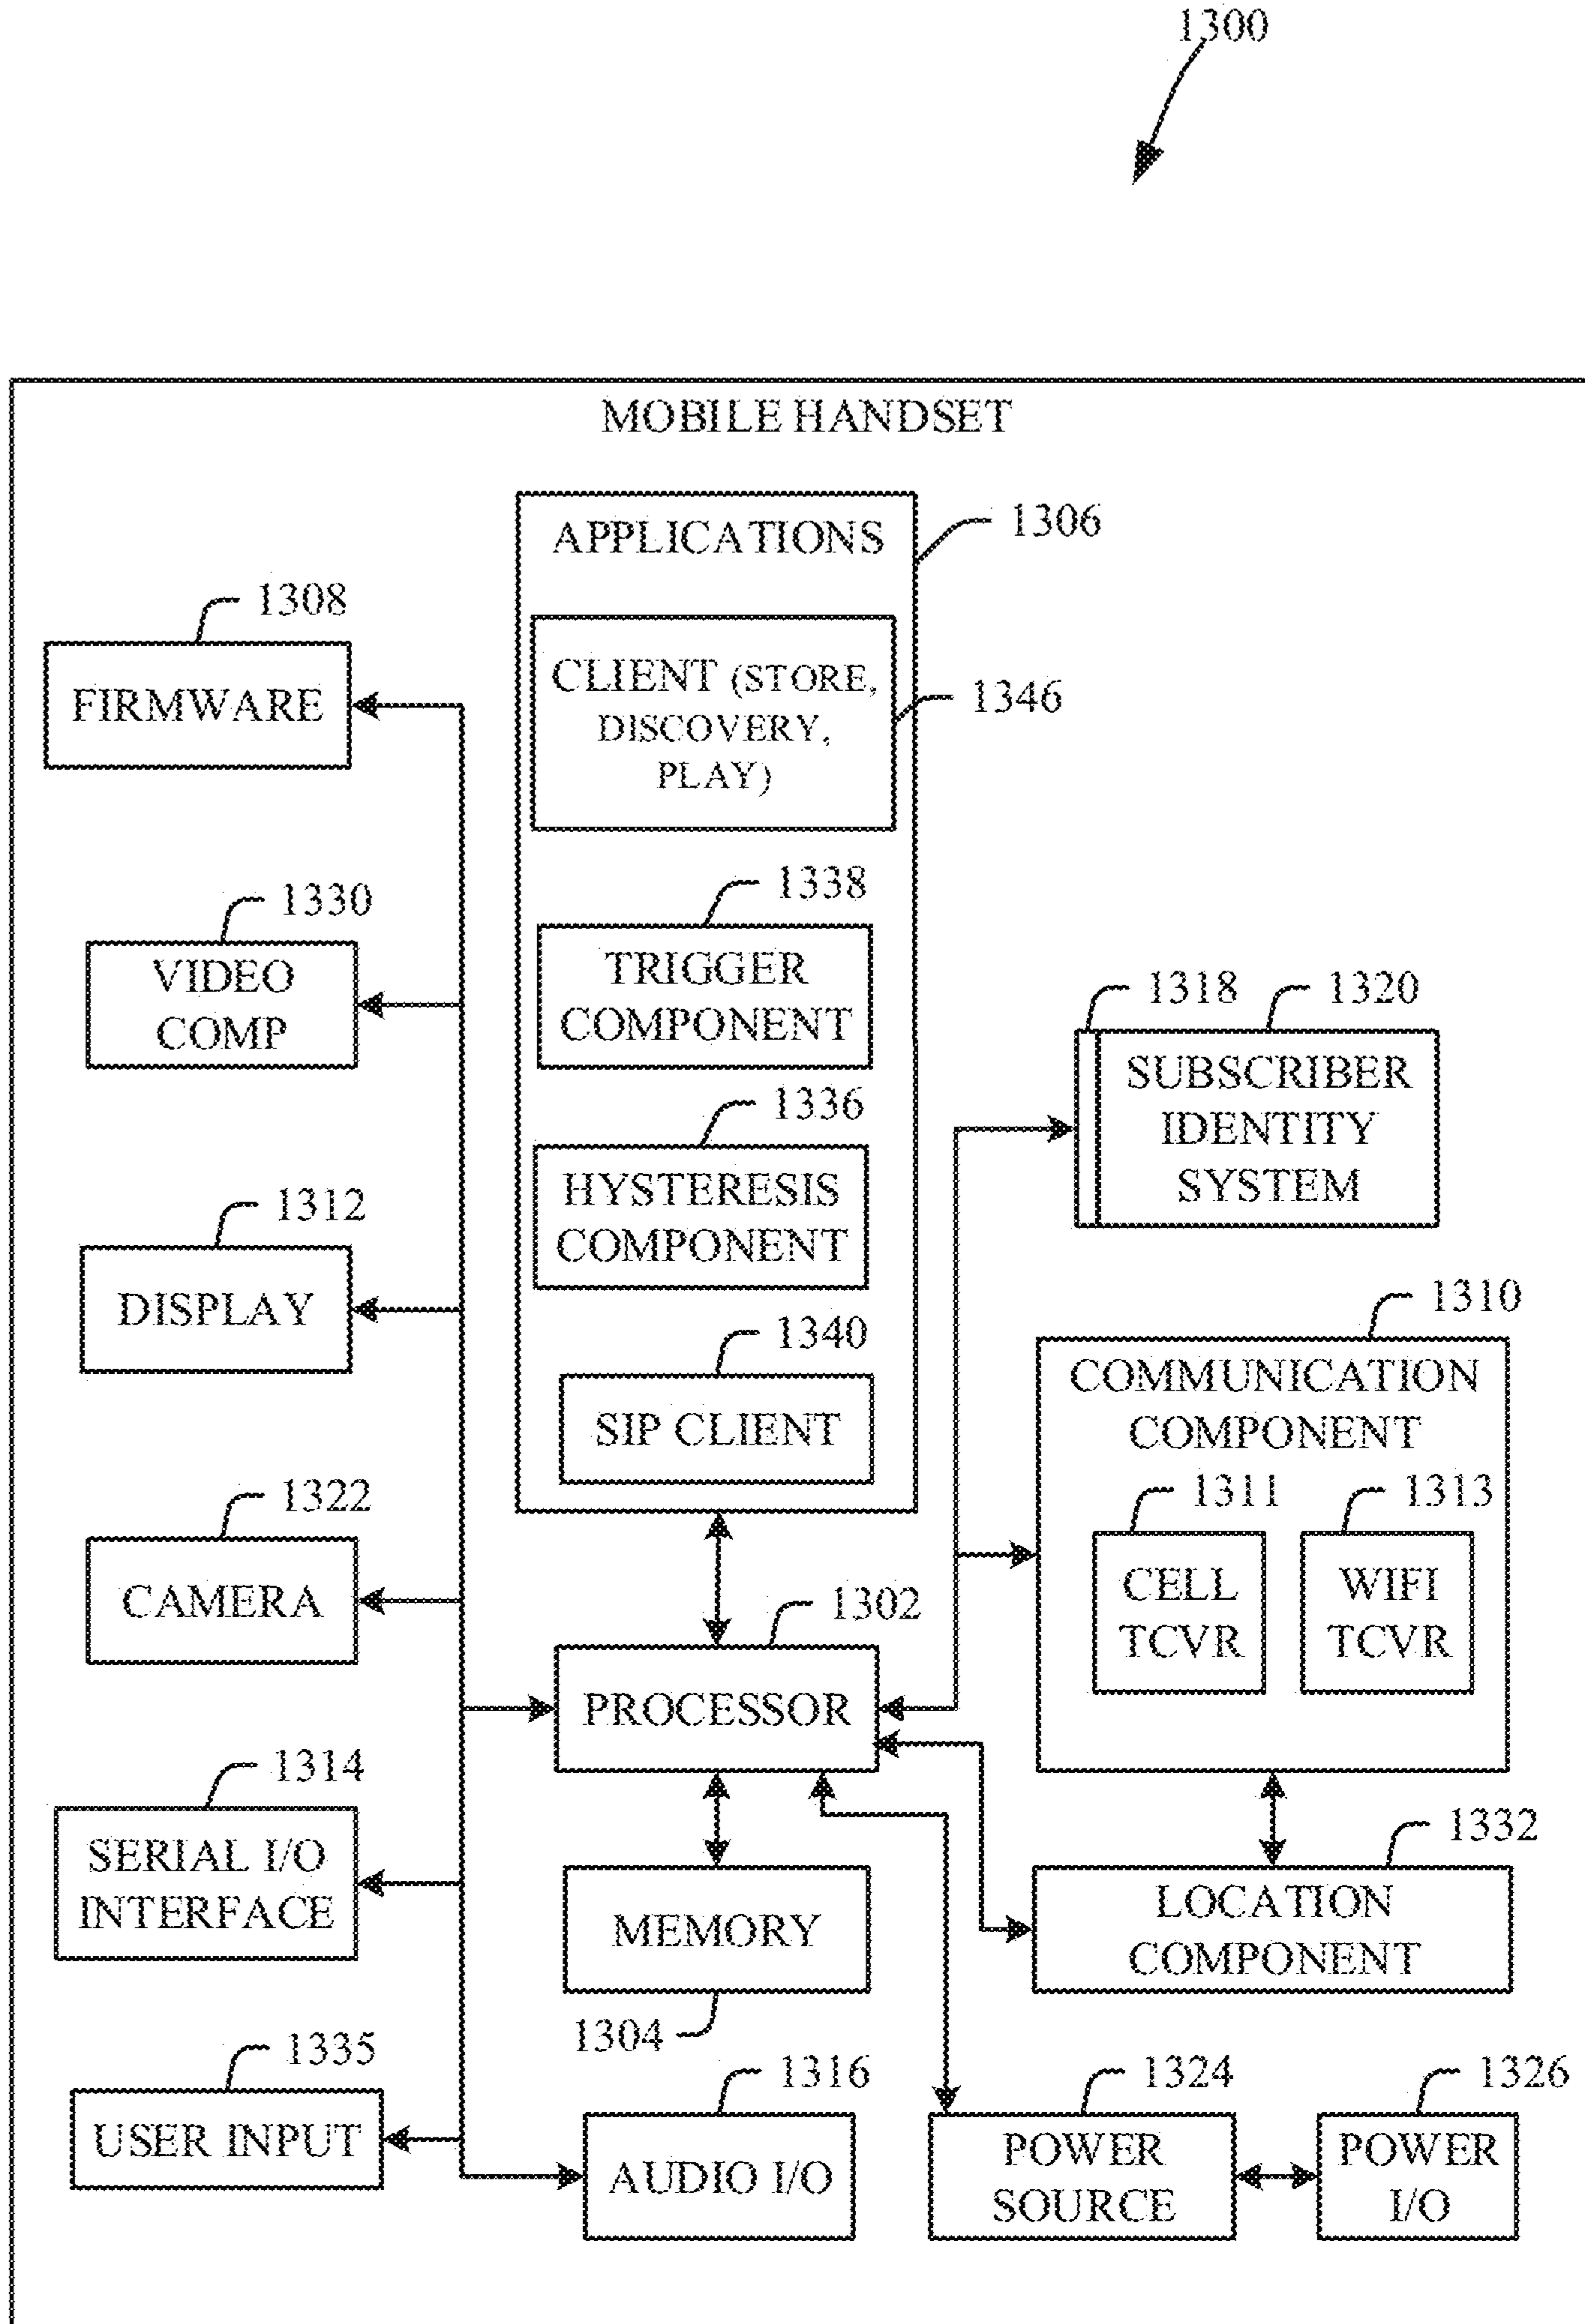 1300
MOBILE HANDSET
APPLICATIONS
1306
CLIENT (STORE,
DISCOVERY,
PLAY)
1346
1338
TRIGGER
COMPONENT
1336
HYSTERESIS
COMPONENT
1340
SIP CLIENT
1308
FIRMWARE
1330
VIDEO
COMP
1312
DISPLAY
1322
CAMERA
1314
SERIAL I/O
INTERFACE
1335
USER INPUT
1302
PROCESSOR
MEMORY
1304
1316
AUDIO I/O
1318
1320
SUBSCRIBER
IDENTITY
SYSTEM
1310
COMMUNICATION
COMPONENT
1311
CELL
TCVR
1313
WIFI
TCVR
1332
LOCATION
COMPONENT
1324
POWER
SOURCE
1326
POWER
I/O